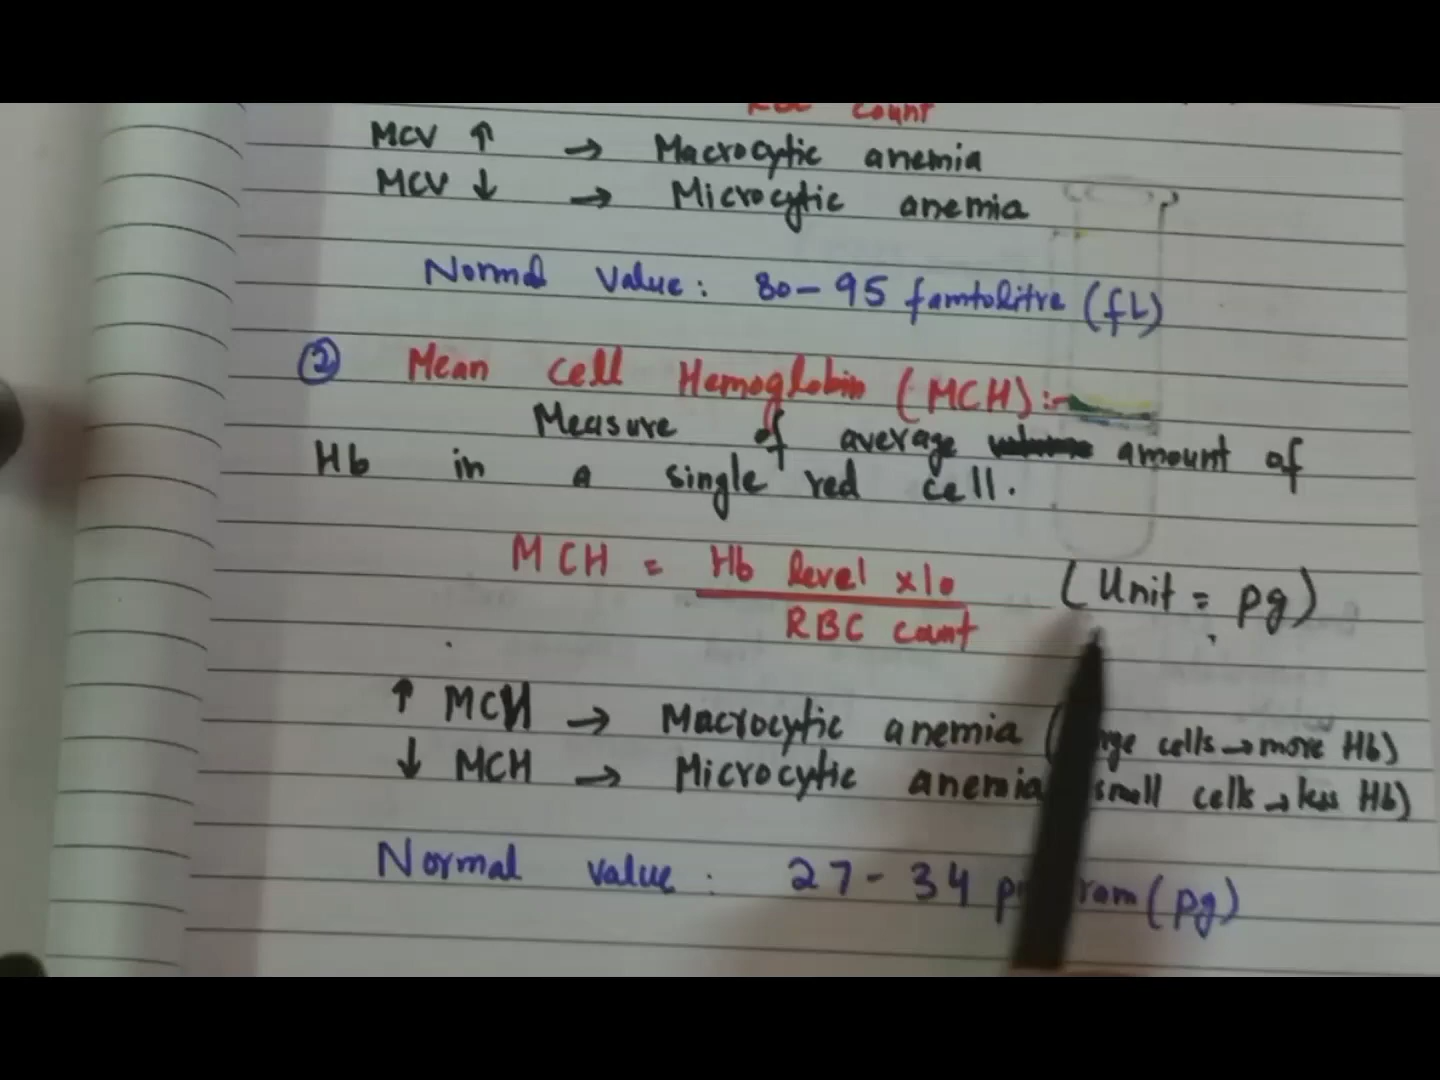 count
MCV ↑ → Macrocytic anemia
MCV ↓ → Microcytic anemia
Normal Value: 80-95 famtolitre (fL)
② Mean cell Hemoglobin (MCH):-
Measure of average amount of
Hb in a single red cell.
MCH = Hb level x10 (Unit = pg)
RBC count
↑ MCH → Macrocytic anemia ( cells → more Hb)
↓ MCH → Microcytic anemia small cells → less Hb)
Normal value: 27-34 (pg)